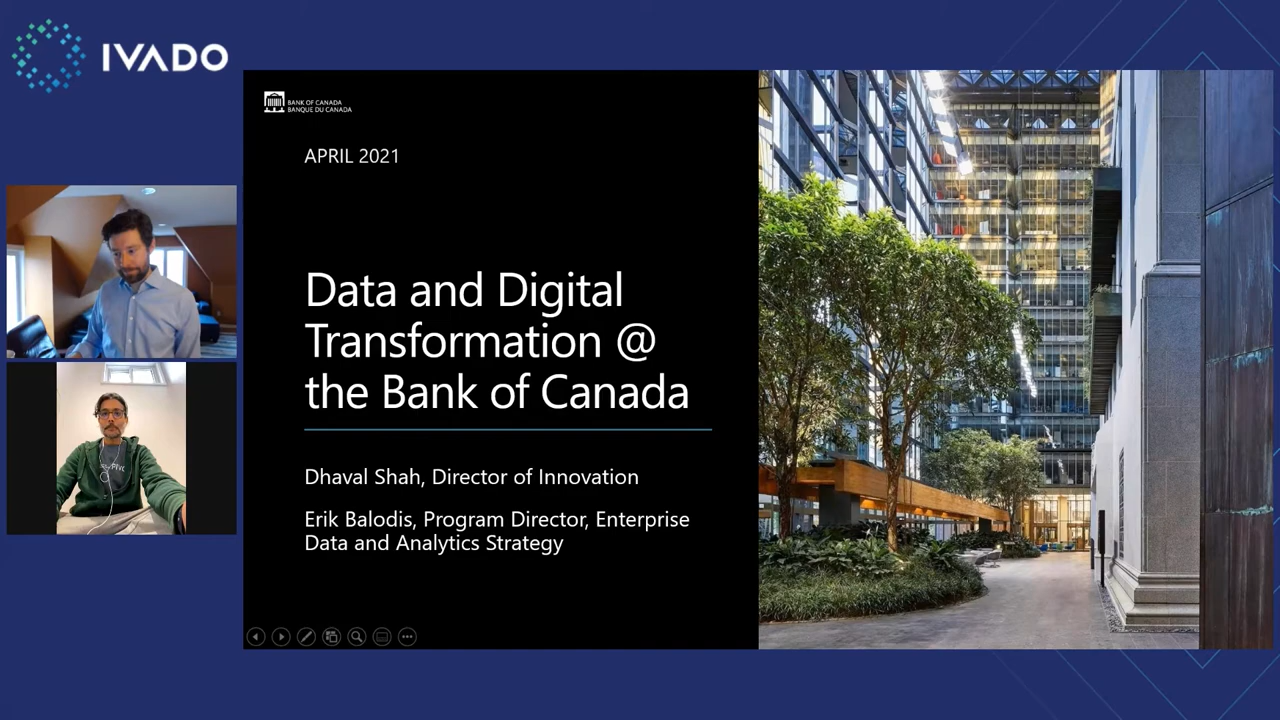 IVADO
BANK OF CANADA
BANQUE DU CANADA
APRIL 2021
Data and Digital
Transformation @
the Bank of Canada
Dhaval Shah, Director of Innovation
Erik Balodis, Program Director, Enterprise
Data and Analytics Strategy